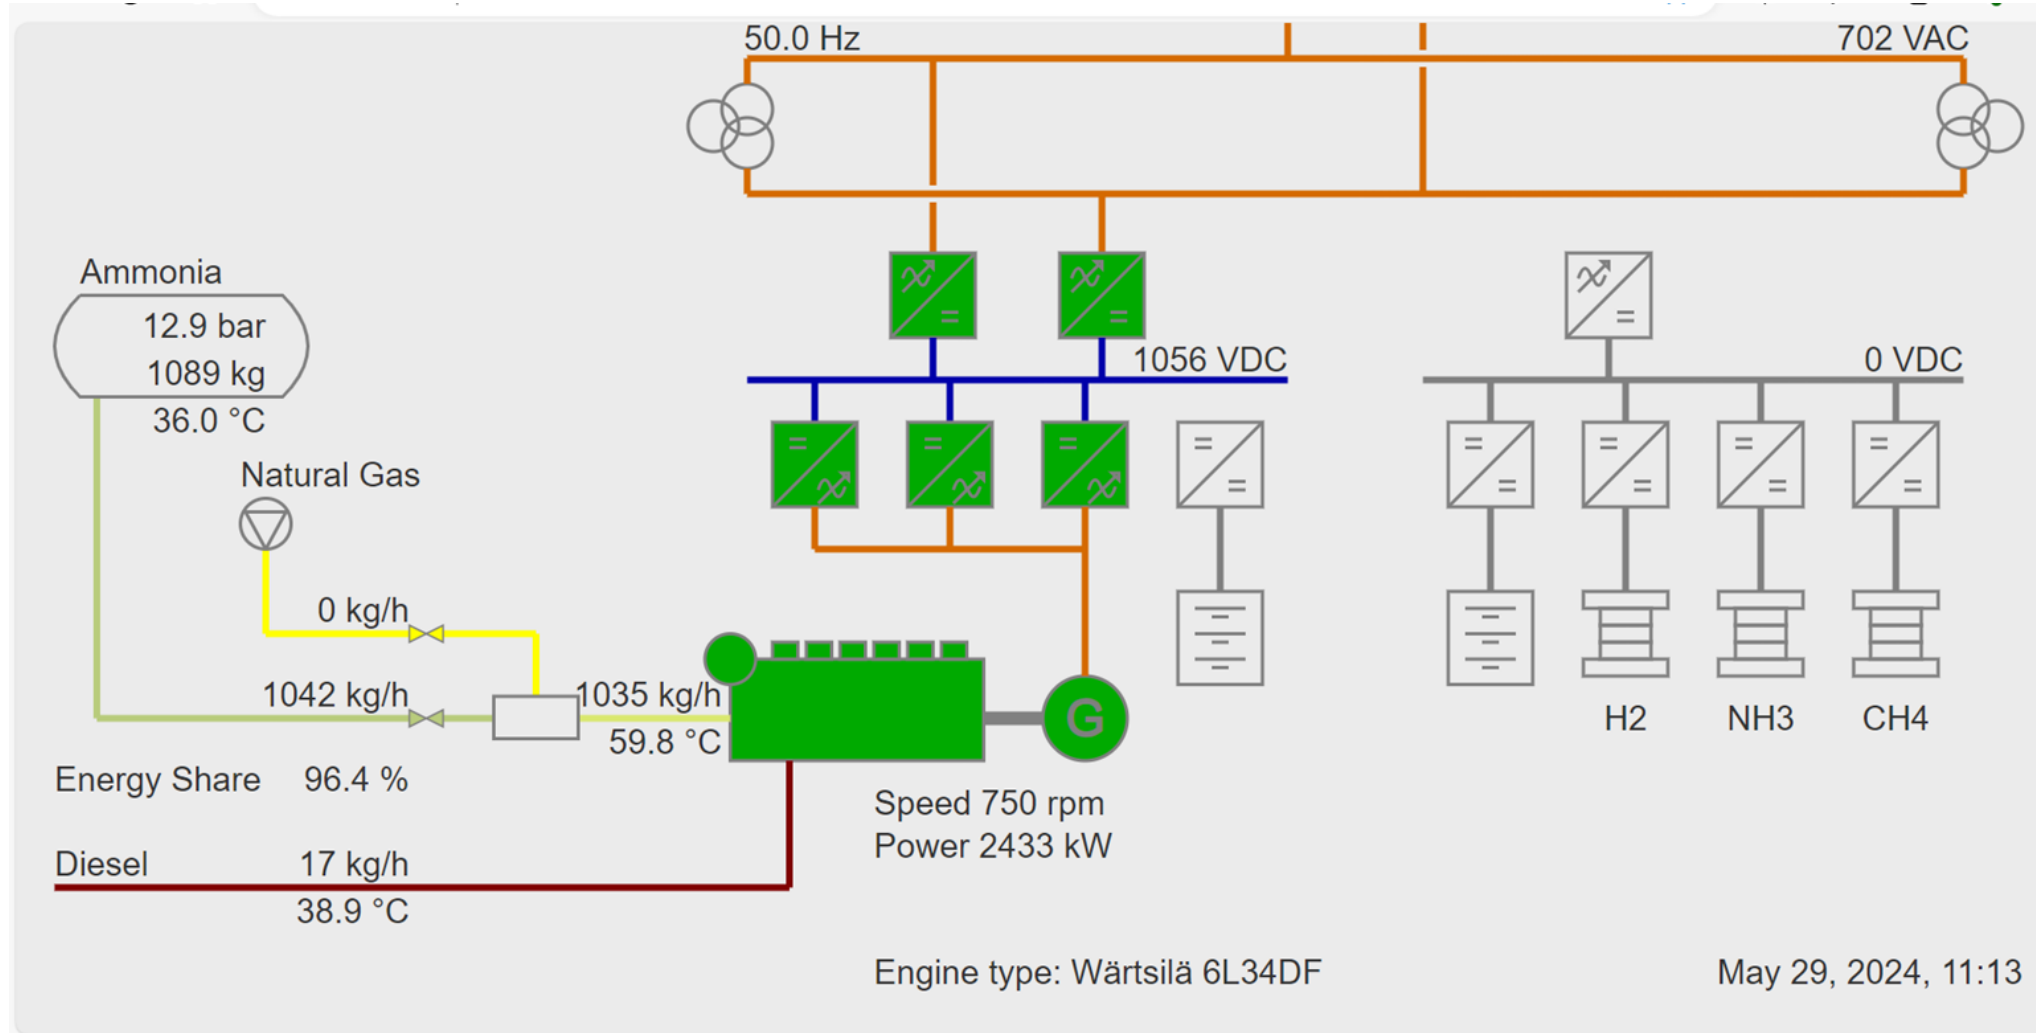 50.0 Hz
702 VAC
Ammonia
12.9 bar
1089 kg
36.0 °C
1056 VDC
0 VDC
Natural Gas
0 kg/h
1042 kg/h
1035 kg/h
59.8 °C
G
H2
NH3
CH4
Energy Share 96.4 %
Speed 750 rpm
Power 2433 kW
Diesel 17 kg/h
38.9 °C
Engine type: Wärtsilä 6L34DF
May 29, 2024, 11:13